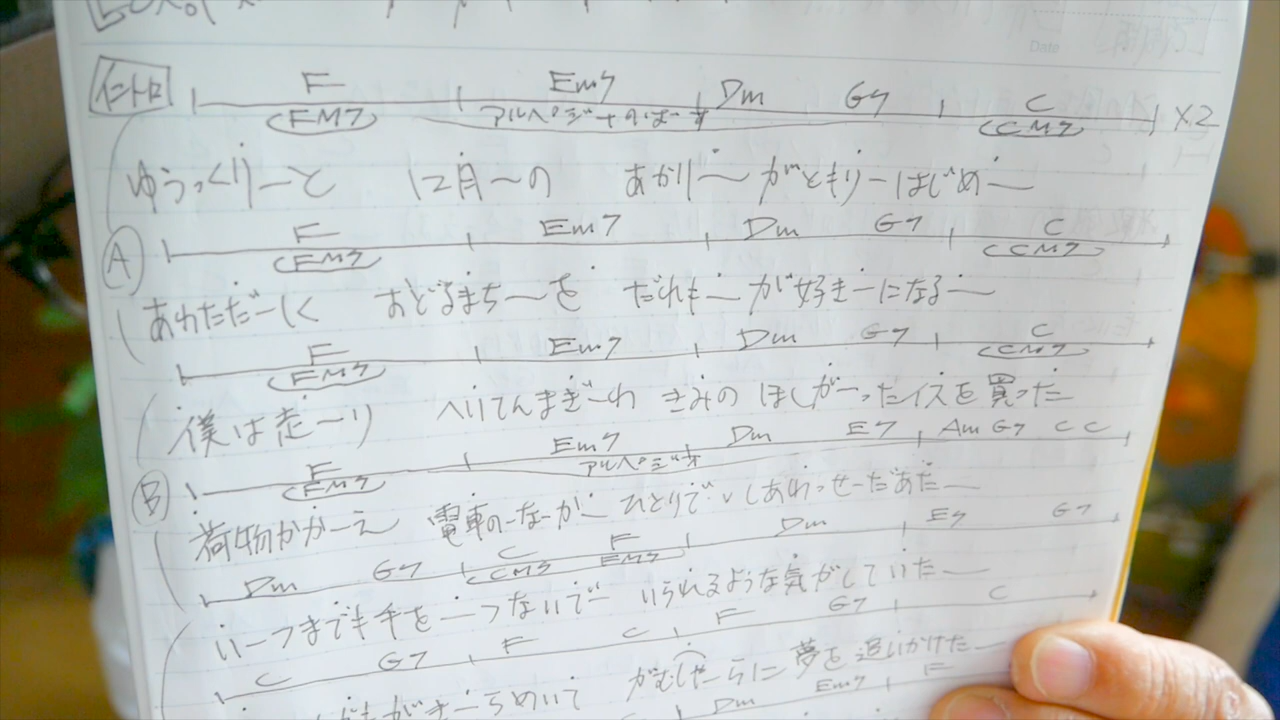 Date
イントロ F Em7 Dm G7 C ×2
FM7 アルペジオ CM7
ゆうっくりーと 12月〜の あかりー がともりーはじめー
A F Em7 Dm G7 C
FM7 CM7
あわただーしく おどるまちーを だれもー が好きーになるー
F Em7 Dm G7 C
FM7 CM7
僕は走ーり へいてんまぎーわ きみの ほしがーったイスを買った
B F Em7 Dm E7 Am G7 C C
FM7 アルペジオ
荷物かかーえ 電車のーなーかー ひとりで しあわっせーだあたー
Dm G7 C F Dm E7 G7
CM7 FM7
いーつまでも手をーつないでー いられるような気がしていたー
C G7 F C F G7 C
がきーらめいて がむしゃーらに 夢を追いかけたー
Dm Em7 F